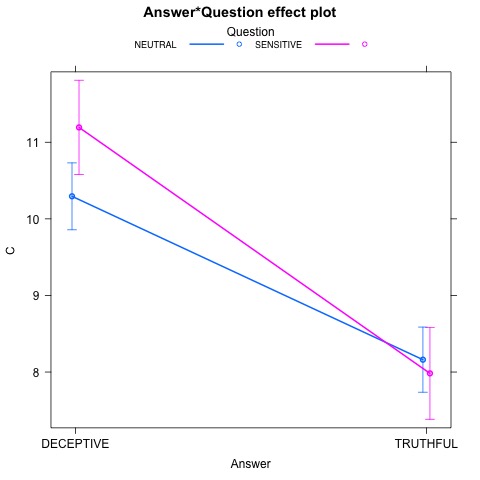 Answer*Question effect plot
Question
NEUTRAL SENSITIVE
11
10
9
8
C
DECEPTIVE TRUTHFUL
Answer